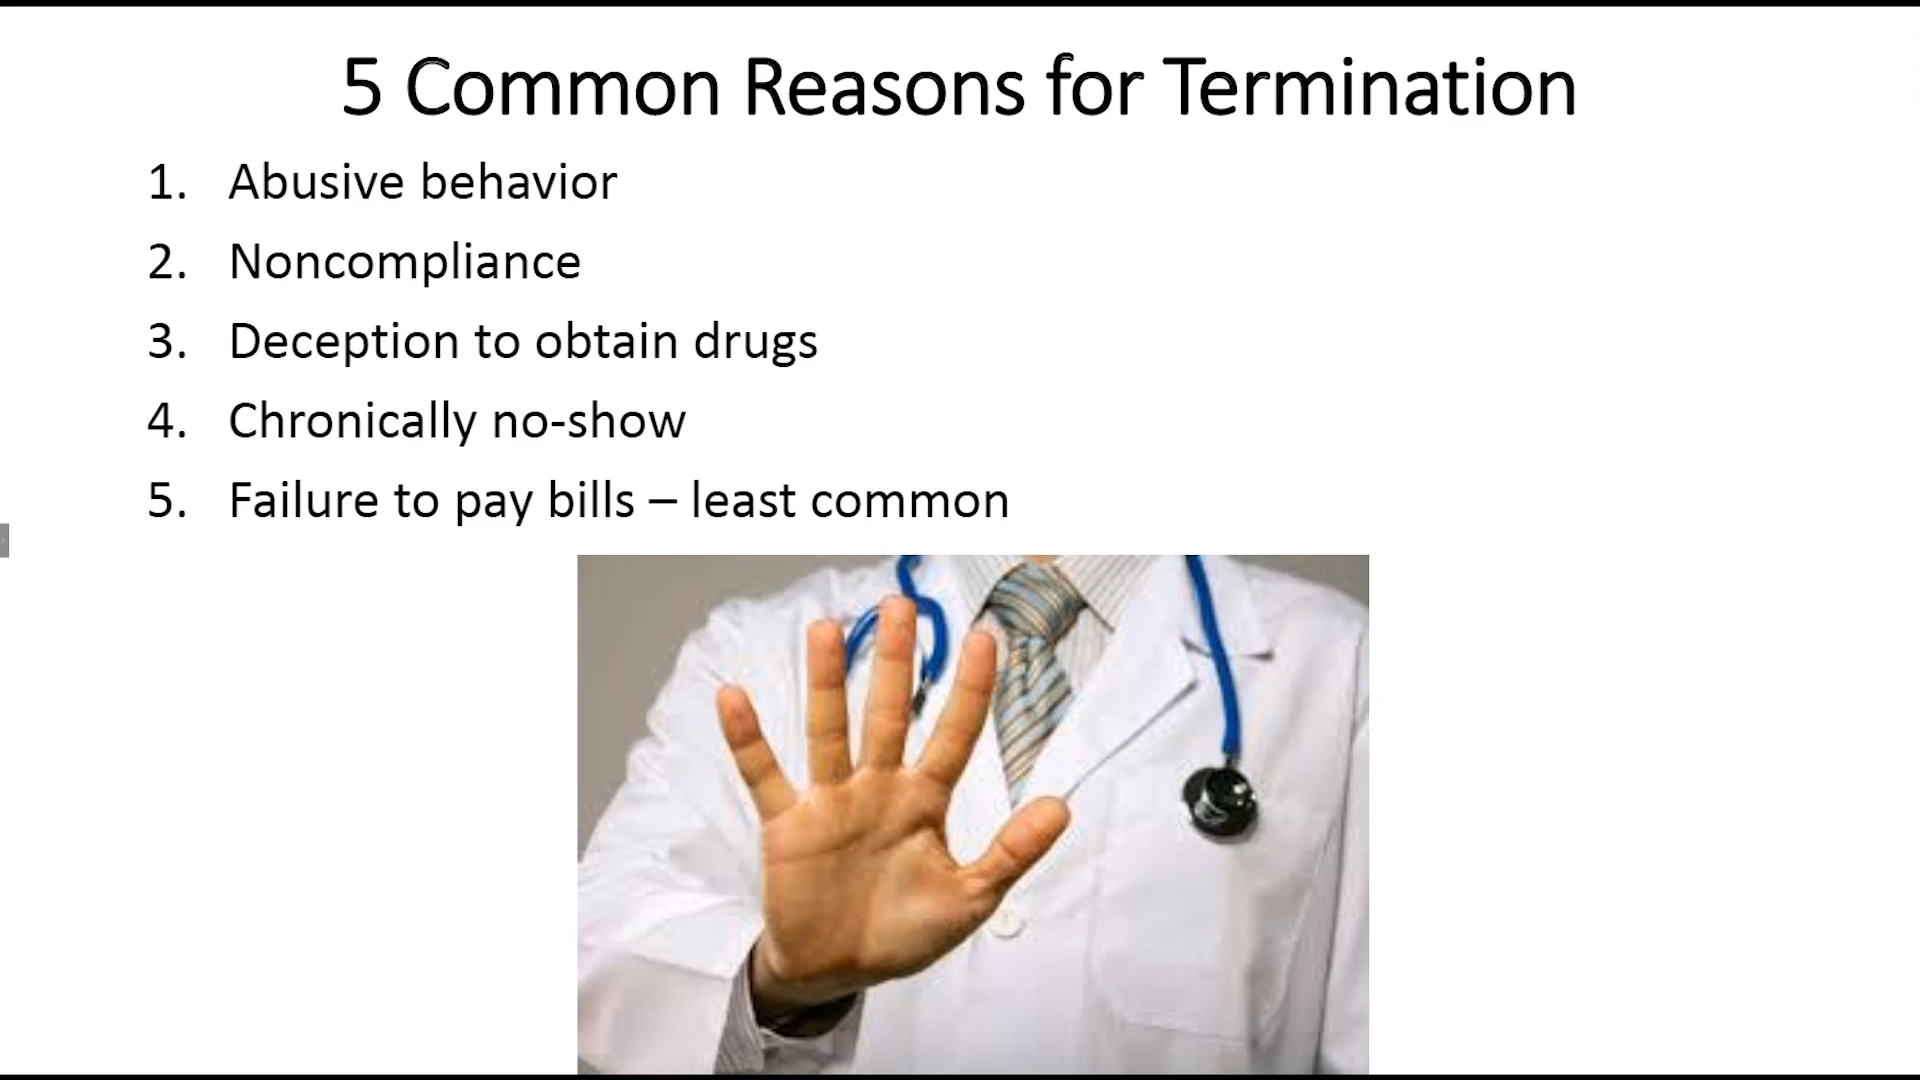 5 Common Reasons for Termination
1. Abusive behavior
2. Noncompliance
3. Deception to obtain drugs
4. Chronically no-show
5. Failure to pay bills – least common